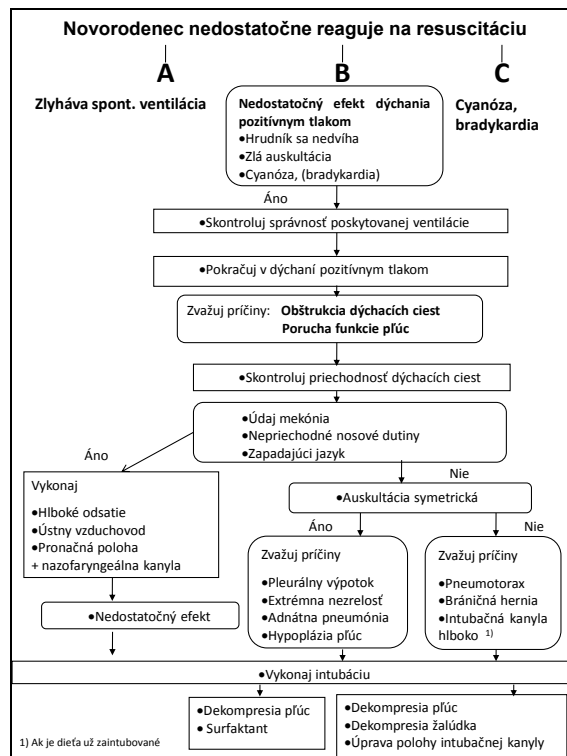 Novorodenec nedostatočne reaguje na resuscitáciu
A
B
C
Zlyháva spont. ventilácia
Nedostatočný efekt dýchania
pozitívnym tlakom
•Hrudník sa nedvíha
•Zlá auskultácia
•Cyanóza, (bradykardia)
Cyanóza,
bradykardia
Áno
•Skontroluj správnosť poskytovanej ventilácie
•Pokračuj v dýchaní pozitívnym tlakom
Zvažuj príčiny: Obštrukcia dýchacích ciest
Porucha funkcie pľúc
•Skontroluj priechodnosť dýchacích ciest
•Údaj mekónia
•Nepriechodné nosové dutiny
•Zapadajúci jazyk
Áno
Nie
Vykonaj
•Hlboké odsatie
•Ústny vzduchovod
•Pronačná poloha
+ nazofaryngeálna kanyla
•Auskultácia symetrická
Áno
Nie
Zvažuj príčiny
•Pleurálny výpotok
•Extrémna nezrelosť
•Adnátna pneumónia
•Hypoplázia pľúc
Zvažuj príčiny
•Pneumotorax
•Bráničná hernia
•Intubačná kanyla
hlboko 1)
•Nedostatočný efekt
•Vykonaj intubáciu
•Dekompresia pľúc
•Surfaktant
•Dekompresia pľúc
•Dekompresia žalúdka
•Úprava polohy intubačnej kanyly
1) Ak je dieťa už zaintubované